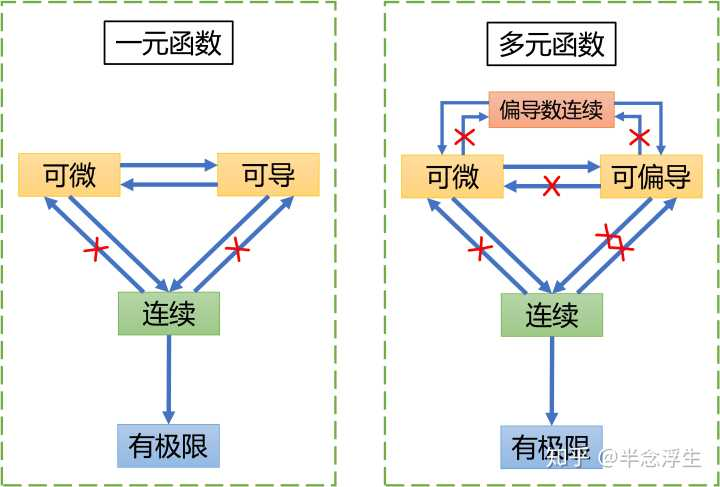 一元函数
可微
可导
连续
有极限
多元函数
偏导数连续
可微
可偏导
连续
有极限
知乎 @半念浮生